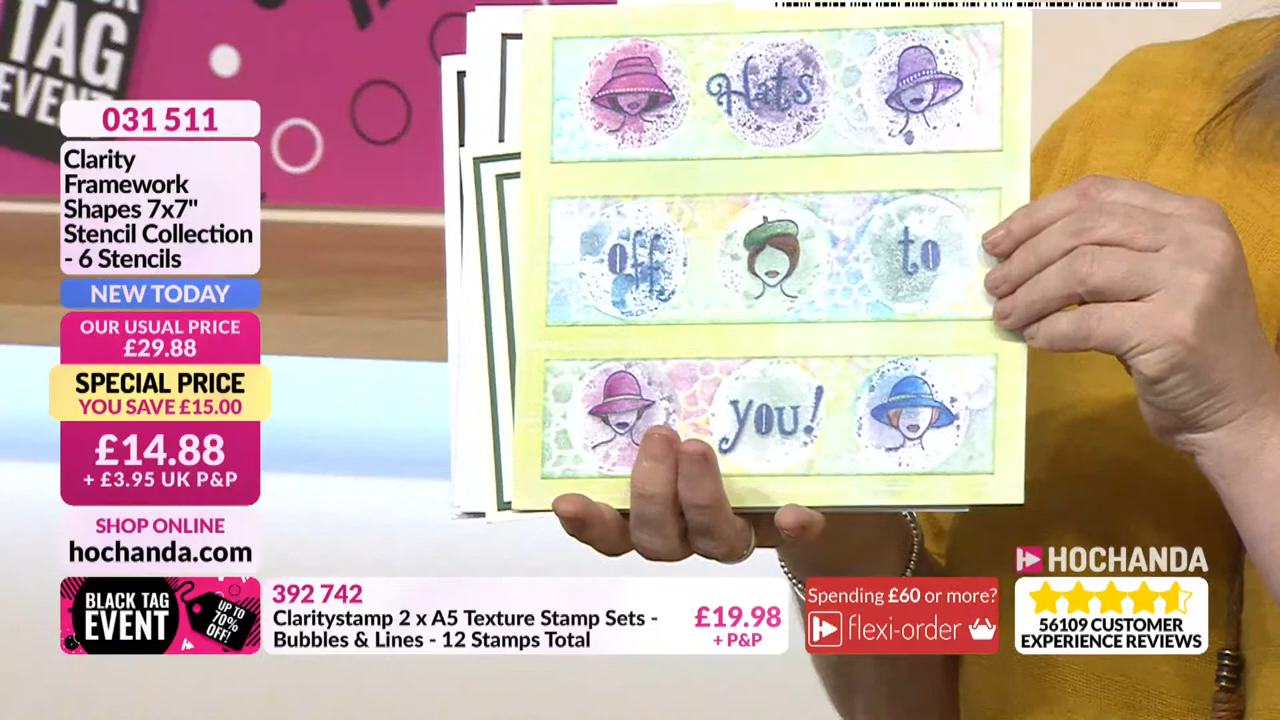 TAG
EVENT
031 511
Clarity
Framework
Shapes 7x7"
Stencil Collection
- 6 Stencils
NEW TODAY
OUR USUAL PRICE
£29.88
SPECIAL PRICE
YOU SAVE £15.00
£14.88
+ £3.95 UK P&P
SHOP ONLINE
hochanda.com
Hats
off
to
you!
BLACK TAG
EVENT
UP TO
70%
OFF!
392 742
Claritystamp 2 x A5 Texture Stamp Sets -
Bubbles & Lines - 12 Stamps Total
£19.98
+ P&P
Spending £60 or more?
flexi-order
HOCHANDA
56109 CUSTOMER
EXPERIENCE REVIEWS